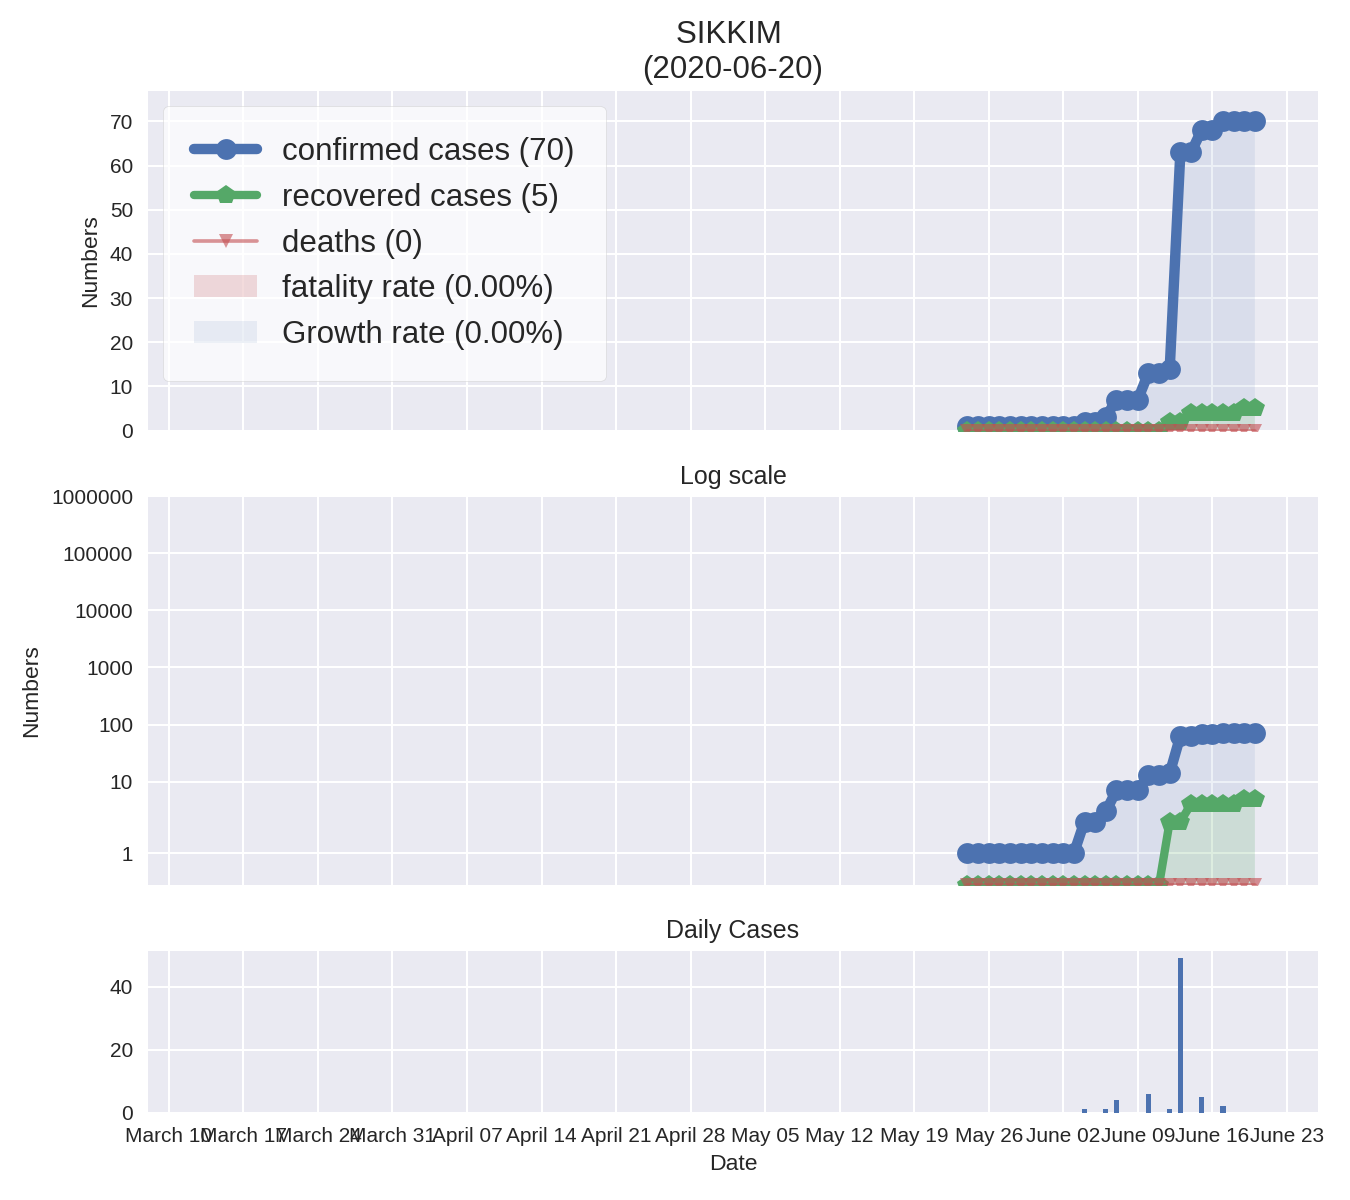 SIKKIM
(2020-06-20)
70
60
50
40
30
20
10
0
Numbers
confirmed cases (70)
recovered cases (5)
deaths (0)
fatality rate (0.00%)
Growth rate (0.00%)
Log scale
1000000
100000
10000
1000
100
10
1
Numbers
Daily Cases
40
20
0
March 10 March 17 March 24 March 31 April 07 April 14 April 21 April 28 May 05 May 12 May 19 May 26 June 02 June 09 June 16 June 23
Date